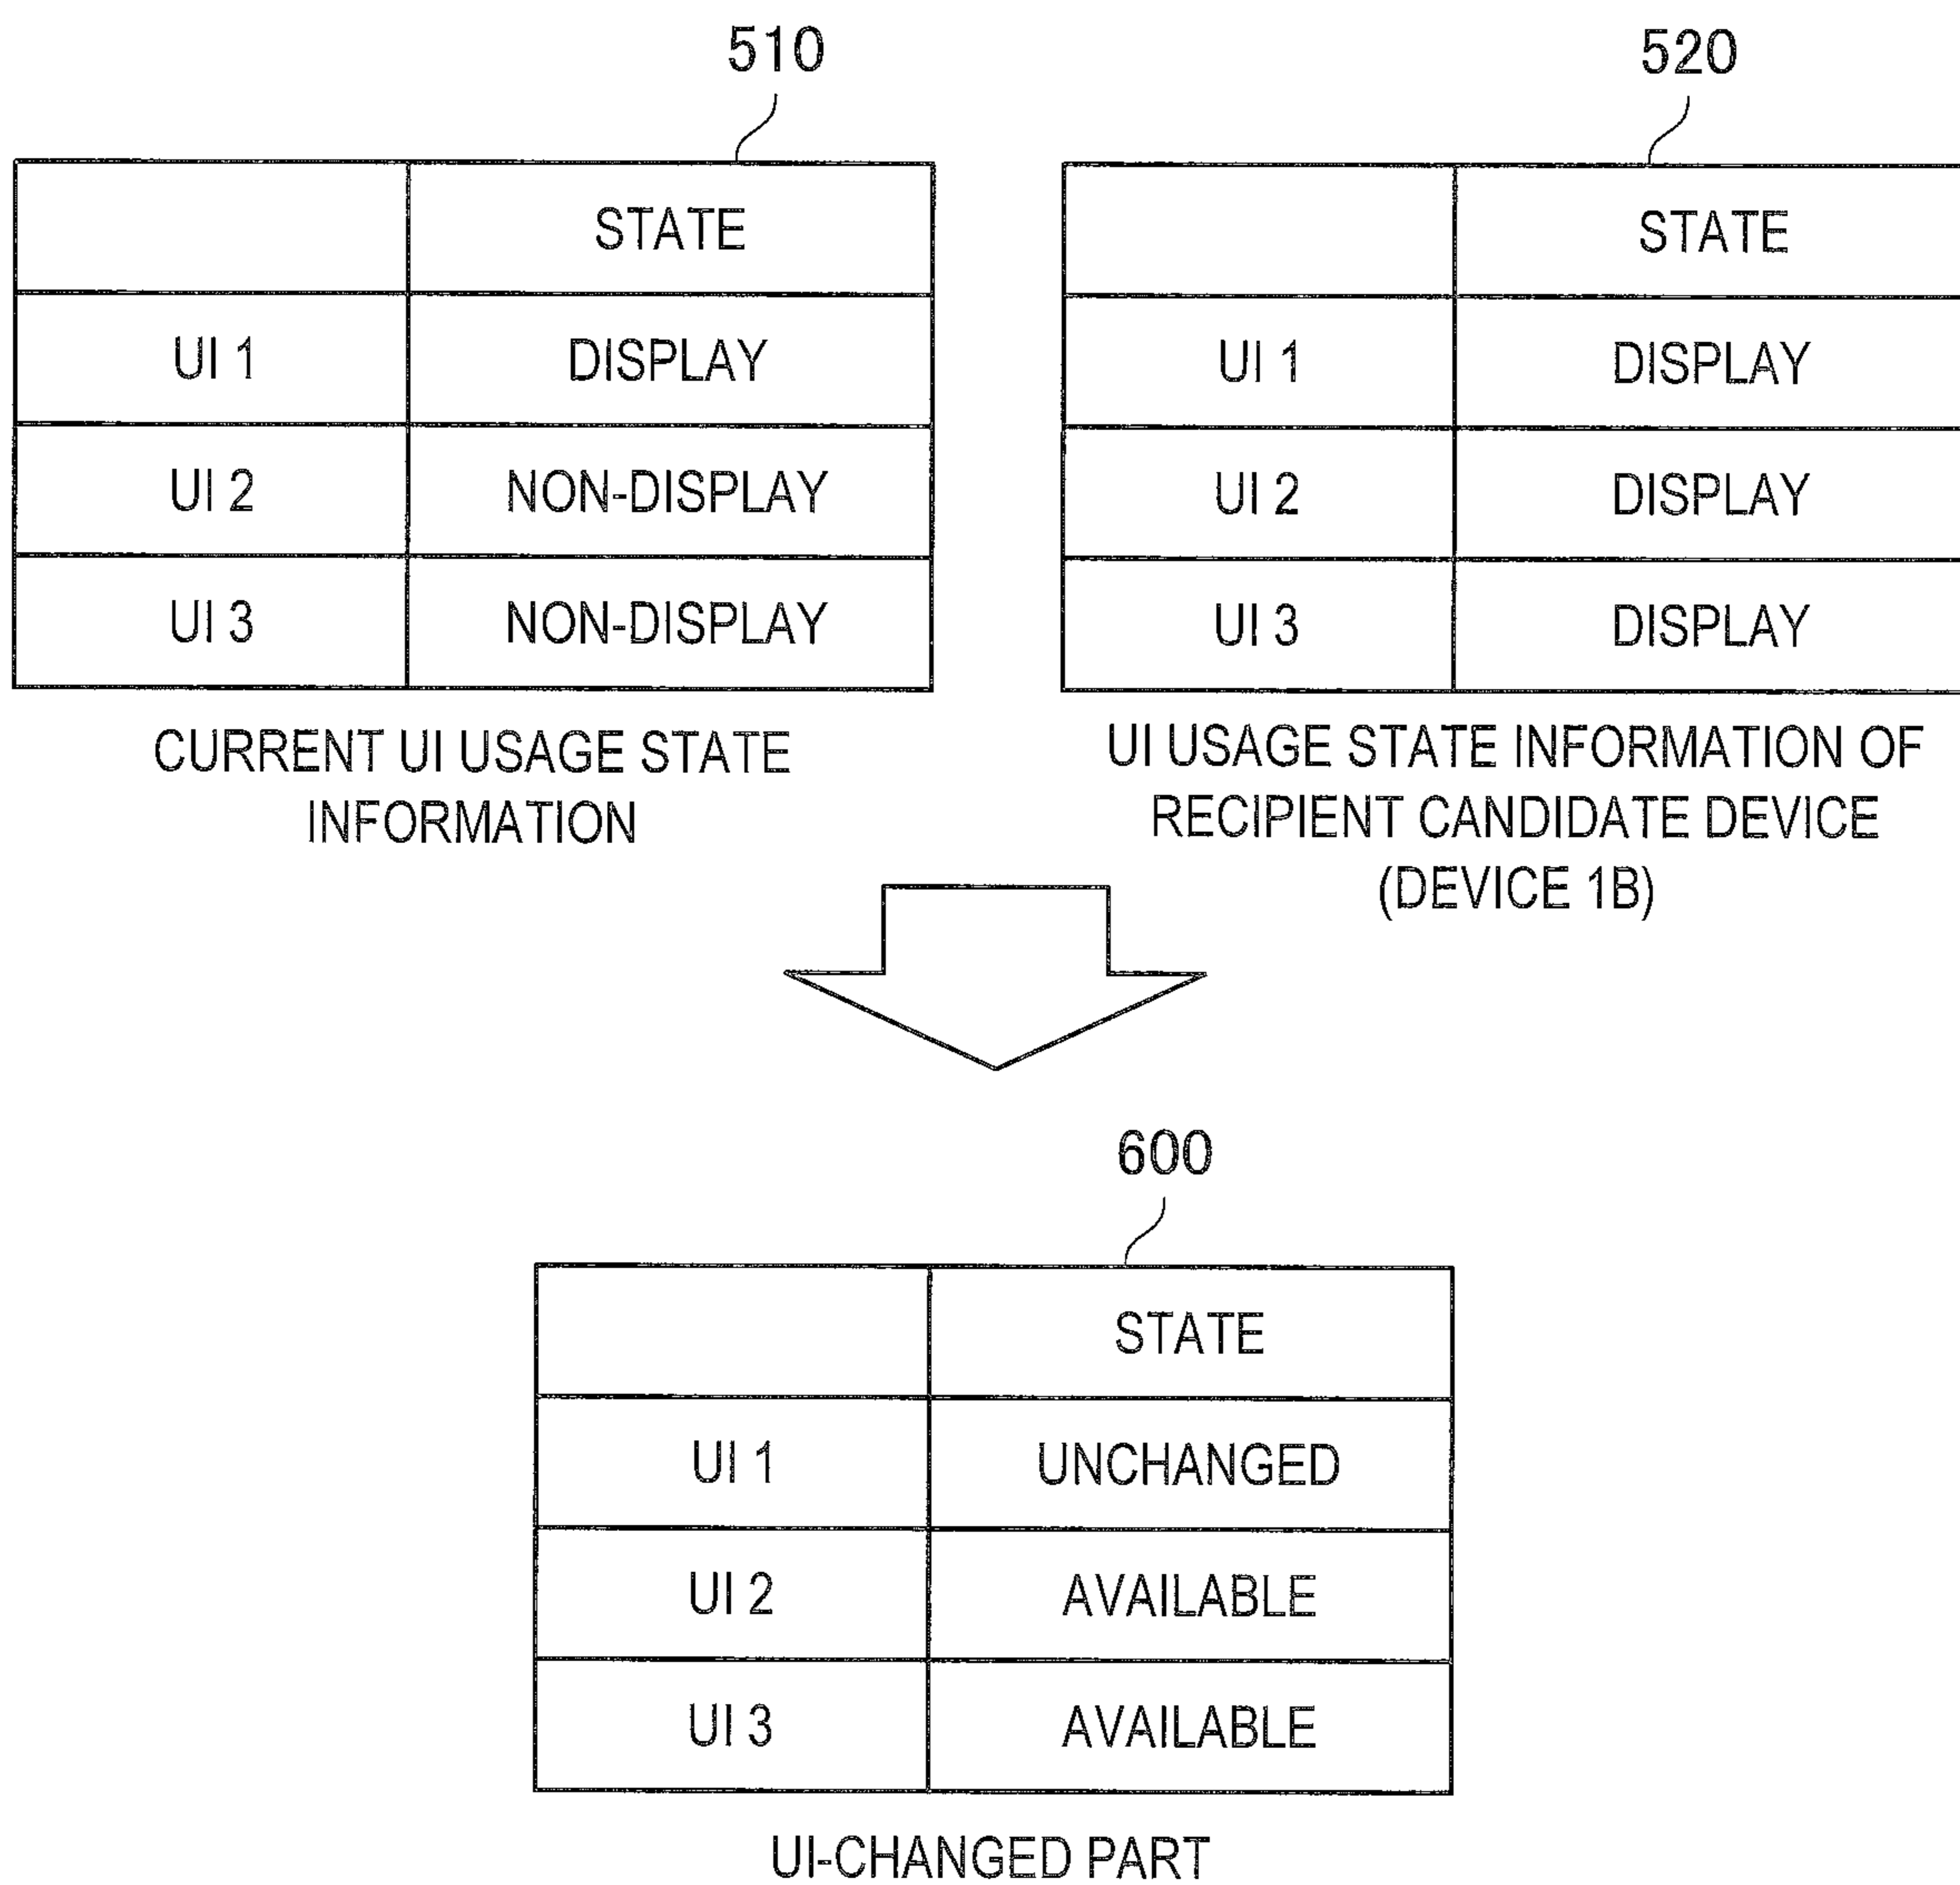 510
STATE
UI 1 DISPLAY
UI 2 NON-DISPLAY
UI 3 NON-DISPLAY
CURRENT UI USAGE STATE
INFORMATION
520
STATE
UI 1 DISPLAY
UI 2 DISPLAY
UI 3 DISPLAY
UI USAGE STATE INFORMATION OF
RECIPIENT CANDIDATE DEVICE
(DEVICE 1B)
600
STATE
UI 1 UNCHANGED
UI 2 AVAILABLE
UI 3 AVAILABLE
UI-CHANGED PART